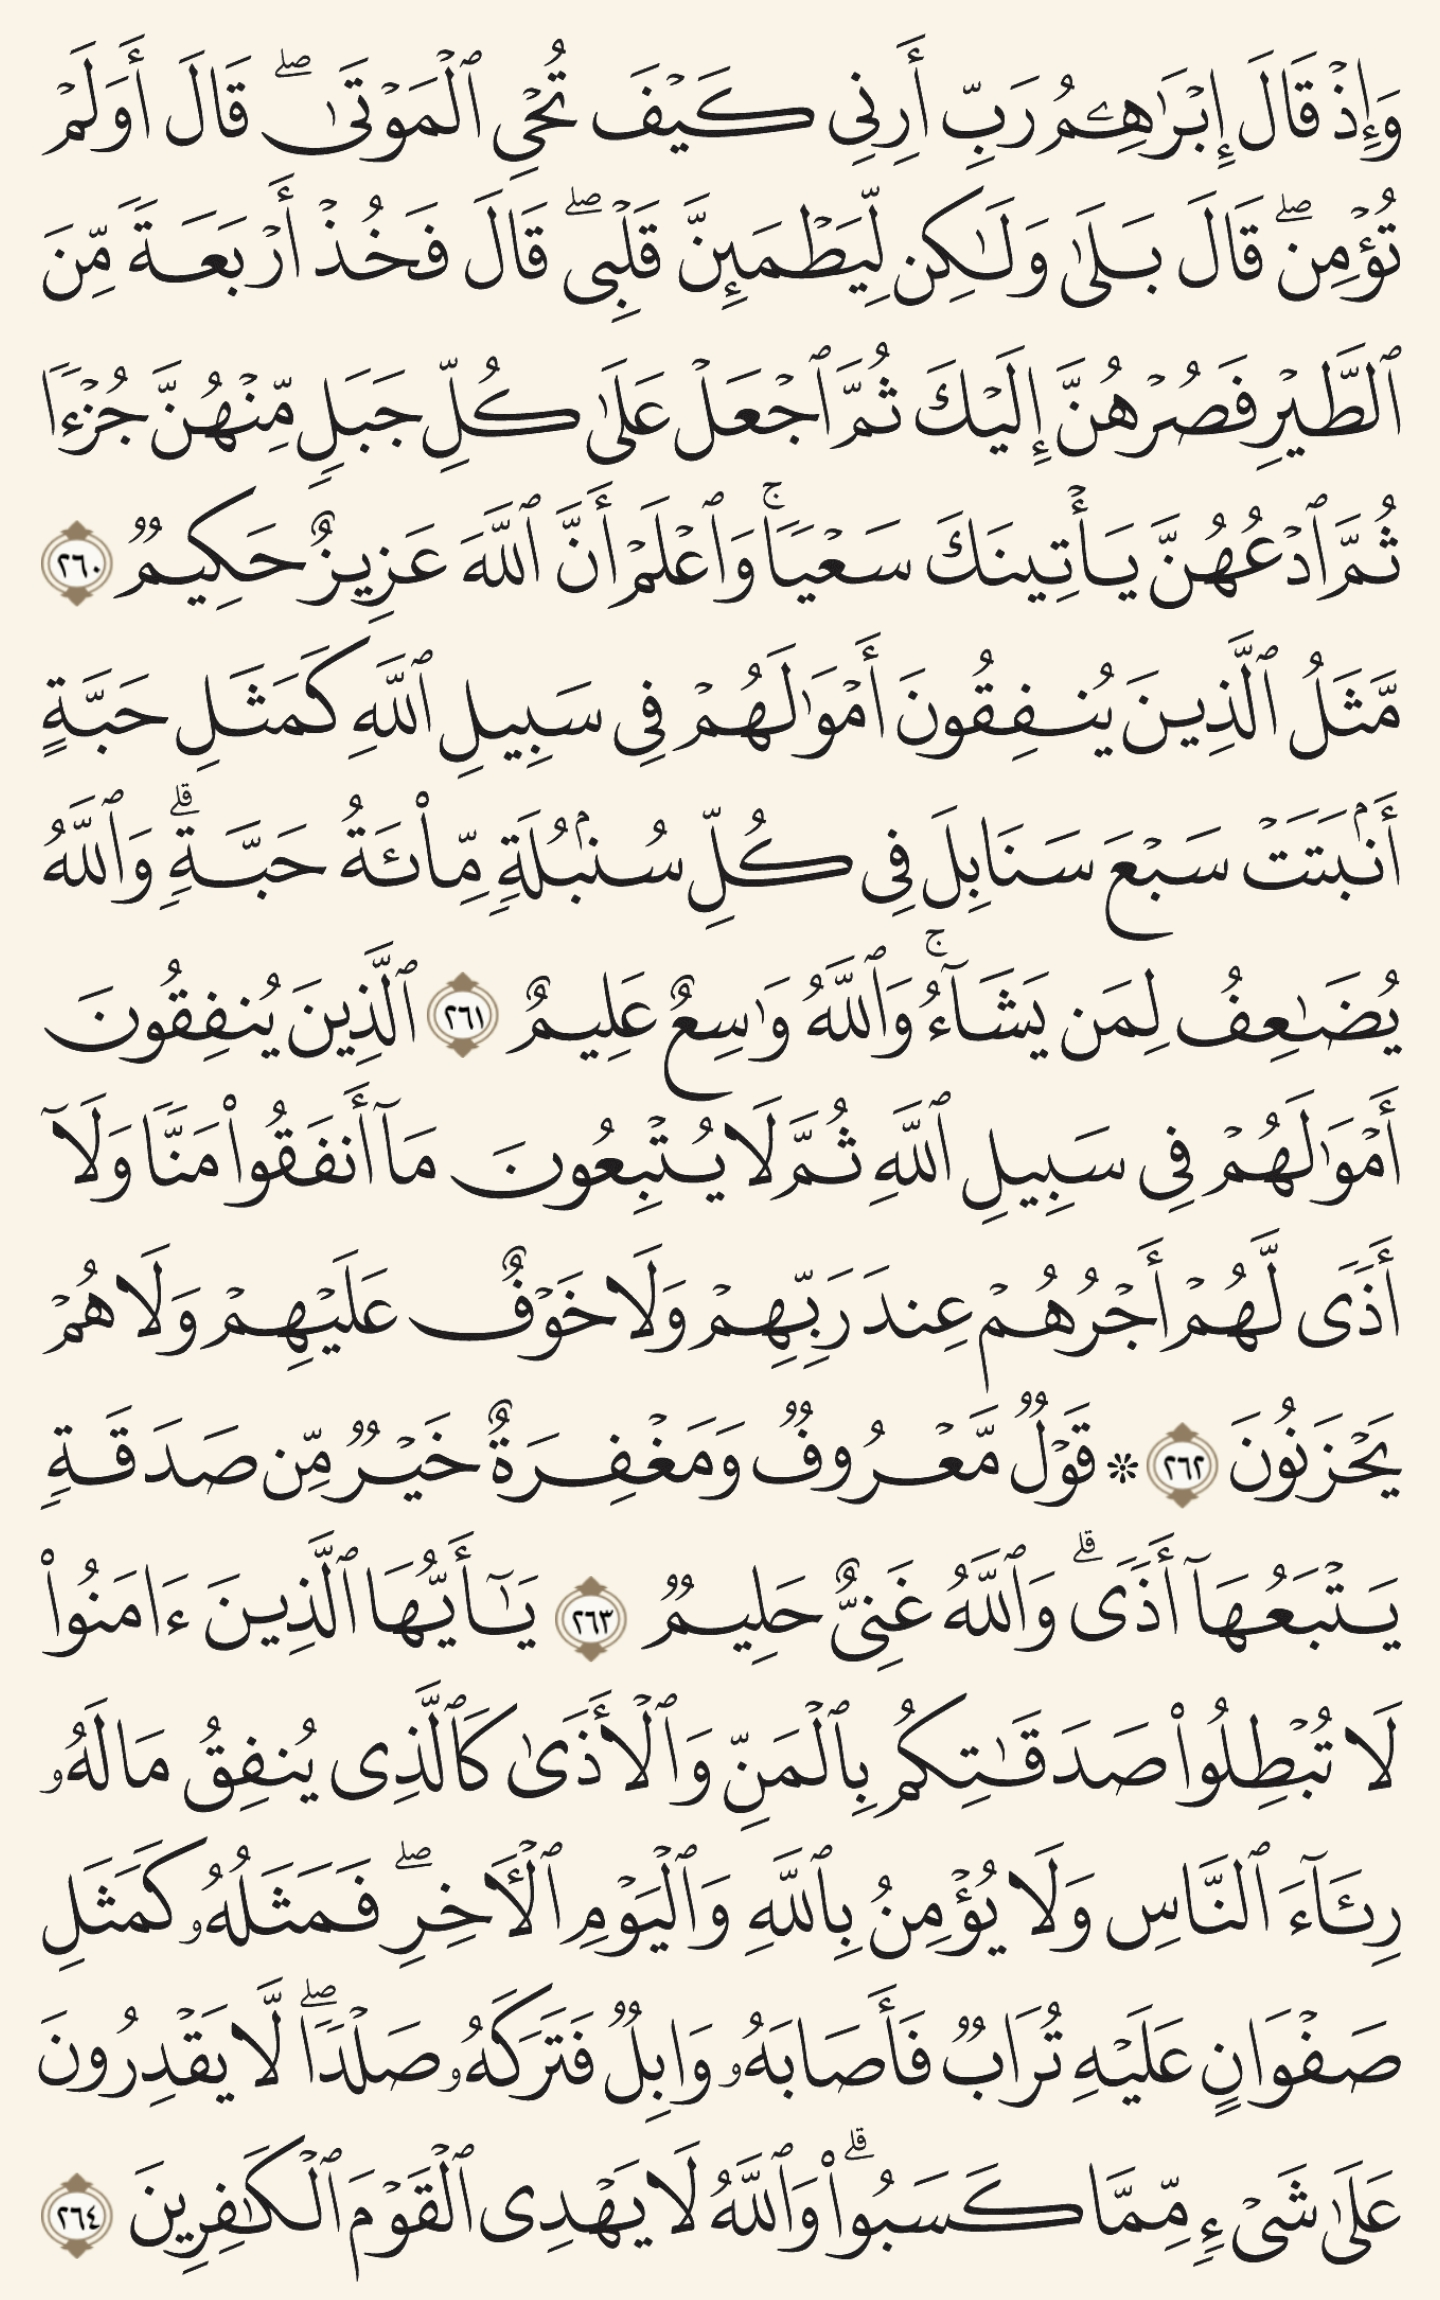 وَإِذْ قَالَ إِبْرَٰهِـۧمُ رَبِّ أَرِنِى كَيْفَ تُحْىِ ٱلْمَوْتَىٰ ۖ قَالَ أَوَلَمْ
تُؤْمِن ۖ قَالَ بَلَىٰ وَلَـٰكِن لِّيَطْمَئِنَّ قَلْبِى ۖ قَالَ فَخُذْ أَرْبَعَةً مِّنَ
ٱلطَّيْرِ فَصُرْهُنَّ إِلَيْكَ ثُمَّ ٱجْعَلْ عَلَىٰ كُلِّ جَبَلٍ مِّنْهُنَّ جُزْءًا
ثُمَّ ٱدْعُهُنَّ يَأْتِينَكَ سَعْيًا ۚ وَٱعْلَمْ أَنَّ ٱللَّهَ عَزِيزٌ حَكِيمٌ ٢٦٠
مَّثَلُ ٱلَّذِينَ يُنفِقُونَ أَمْوَٰلَهُمْ فِى سَبِيلِ ٱللَّهِ كَمَثَلِ حَبَّةٍ
أَنۢبَتَتْ سَبْعَ سَنَابِلَ فِى كُلِّ سُنۢبُلَةٍ مِّا۟ئَةُ حَبَّةٍ ۗ وَٱللَّهُ
يُضَـٰعِفُ لِمَن يَشَآءُ ۚ وَٱللَّهُ وَٰسِعٌ عَلِيمٌ ٢٦١ ٱلَّذِينَ يُنفِقُونَ
أَمْوَٰلَهُمْ فِى سَبِيلِ ٱللَّهِ ثُمَّ لَا يُتْبِعُونَ مَآ أَنفَقُوا۟ مَنًّا وَلَآ
أَذًى لَّهُمْ أَجْرُهُمْ عِندَ رَبِّهِمْ وَلَا خَوْفٌ عَلَيْهِمْ وَلَا هُمْ
يَحْزَنُونَ ٢٦٢ ۞ قَوْلٌ مَّعْرُوفٌ وَمَغْفِرَةٌ خَيْرٌ مِّن صَدَقَةٍ
يَتْبَعُهَآ أَذًى ۗ وَٱللَّهُ غَنِىٌّ حَلِيمٌ ٢٦٣ يَـٰٓأَيُّهَا ٱلَّذِينَ ءَامَنُوا۟
لَا تُبْطِلُوا۟ صَدَقَـٰتِكُم بِٱلْمَنِّ وَٱلْأَذَىٰ كَٱلَّذِى يُنفِقُ مَالَهُۥ
رِئَآءَ ٱلنَّاسِ وَلَا يُؤْمِنُ بِٱللَّهِ وَٱلْيَوْمِ ٱلْـَٔاخِرِ ۖ فَمَثَلُهُۥ كَمَثَلِ
صَفْوَانٍ عَلَيْهِ تُرَابٌ فَأَصَابَهُۥ وَابِلٌ فَتَرَكَهُۥ صَلْدًا ۖ لَّا يَقْدِرُونَ
عَلَىٰ شَىْءٍ مِّمَّا كَسَبُوا۟ ۗ وَٱللَّهُ لَا يَهْدِى ٱلْقَوْمَ ٱلْكَـٰفِرِينَ ٢٦٤